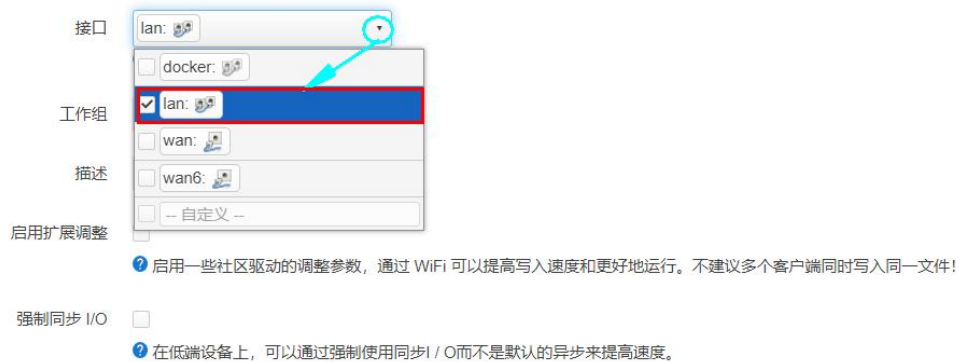 接口
lan:
docker:
lan:
工作组
wan:
描述
wan6:
-- 自定义 --
启用扩展调整
启用一些社区驱动的调整参数，通过 WiFi 可以提高写入速度和更好地运行。不建议多个客户端同时写入同一文件！
强制同步 I/O
在低端设备上，可以通过强制使用同步I / O而不是默认的异步来提高速度。